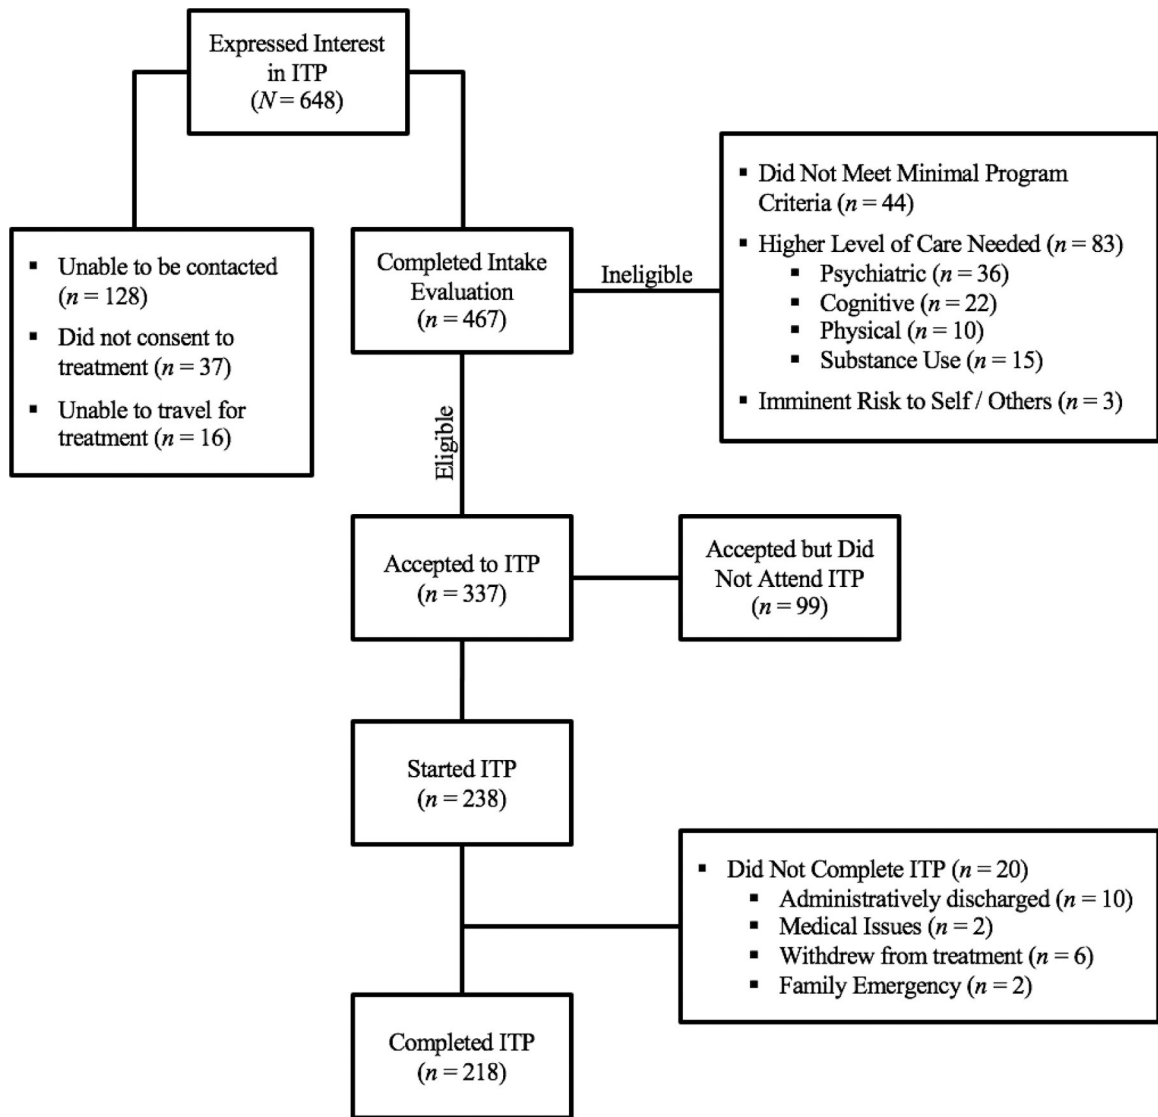 Expressed Interest
in ITP
(N = 648)
▪ Unable to be contacted
(n = 128)
▪ Did not consent to
treatment (n = 37)
▪ Unable to travel for
treatment (n = 16)
Completed Intake
Evaluation
(n = 467)
Ineligible
▪ Did Not Meet Minimal Program
Criteria (n = 44)
▪ Higher Level of Care Needed (n = 83)
▪ Psychiatric (n = 36)
▪ Cognitive (n = 22)
▪ Physical (n = 10)
▪ Substance Use (n = 15)
▪ Imminent Risk to Self / Others (n = 3)
Eligible
Accepted to ITP
(n = 337)
Accepted but Did
Not Attend ITP
(n = 99)
Started ITP
(n = 238)
▪ Did Not Complete ITP (n = 20)
▪ Administratively discharged (n = 10)
▪ Medical Issues (n = 2)
▪ Withdrew from treatment (n = 6)
▪ Family Emergency (n = 2)
Completed ITP
(n = 218)